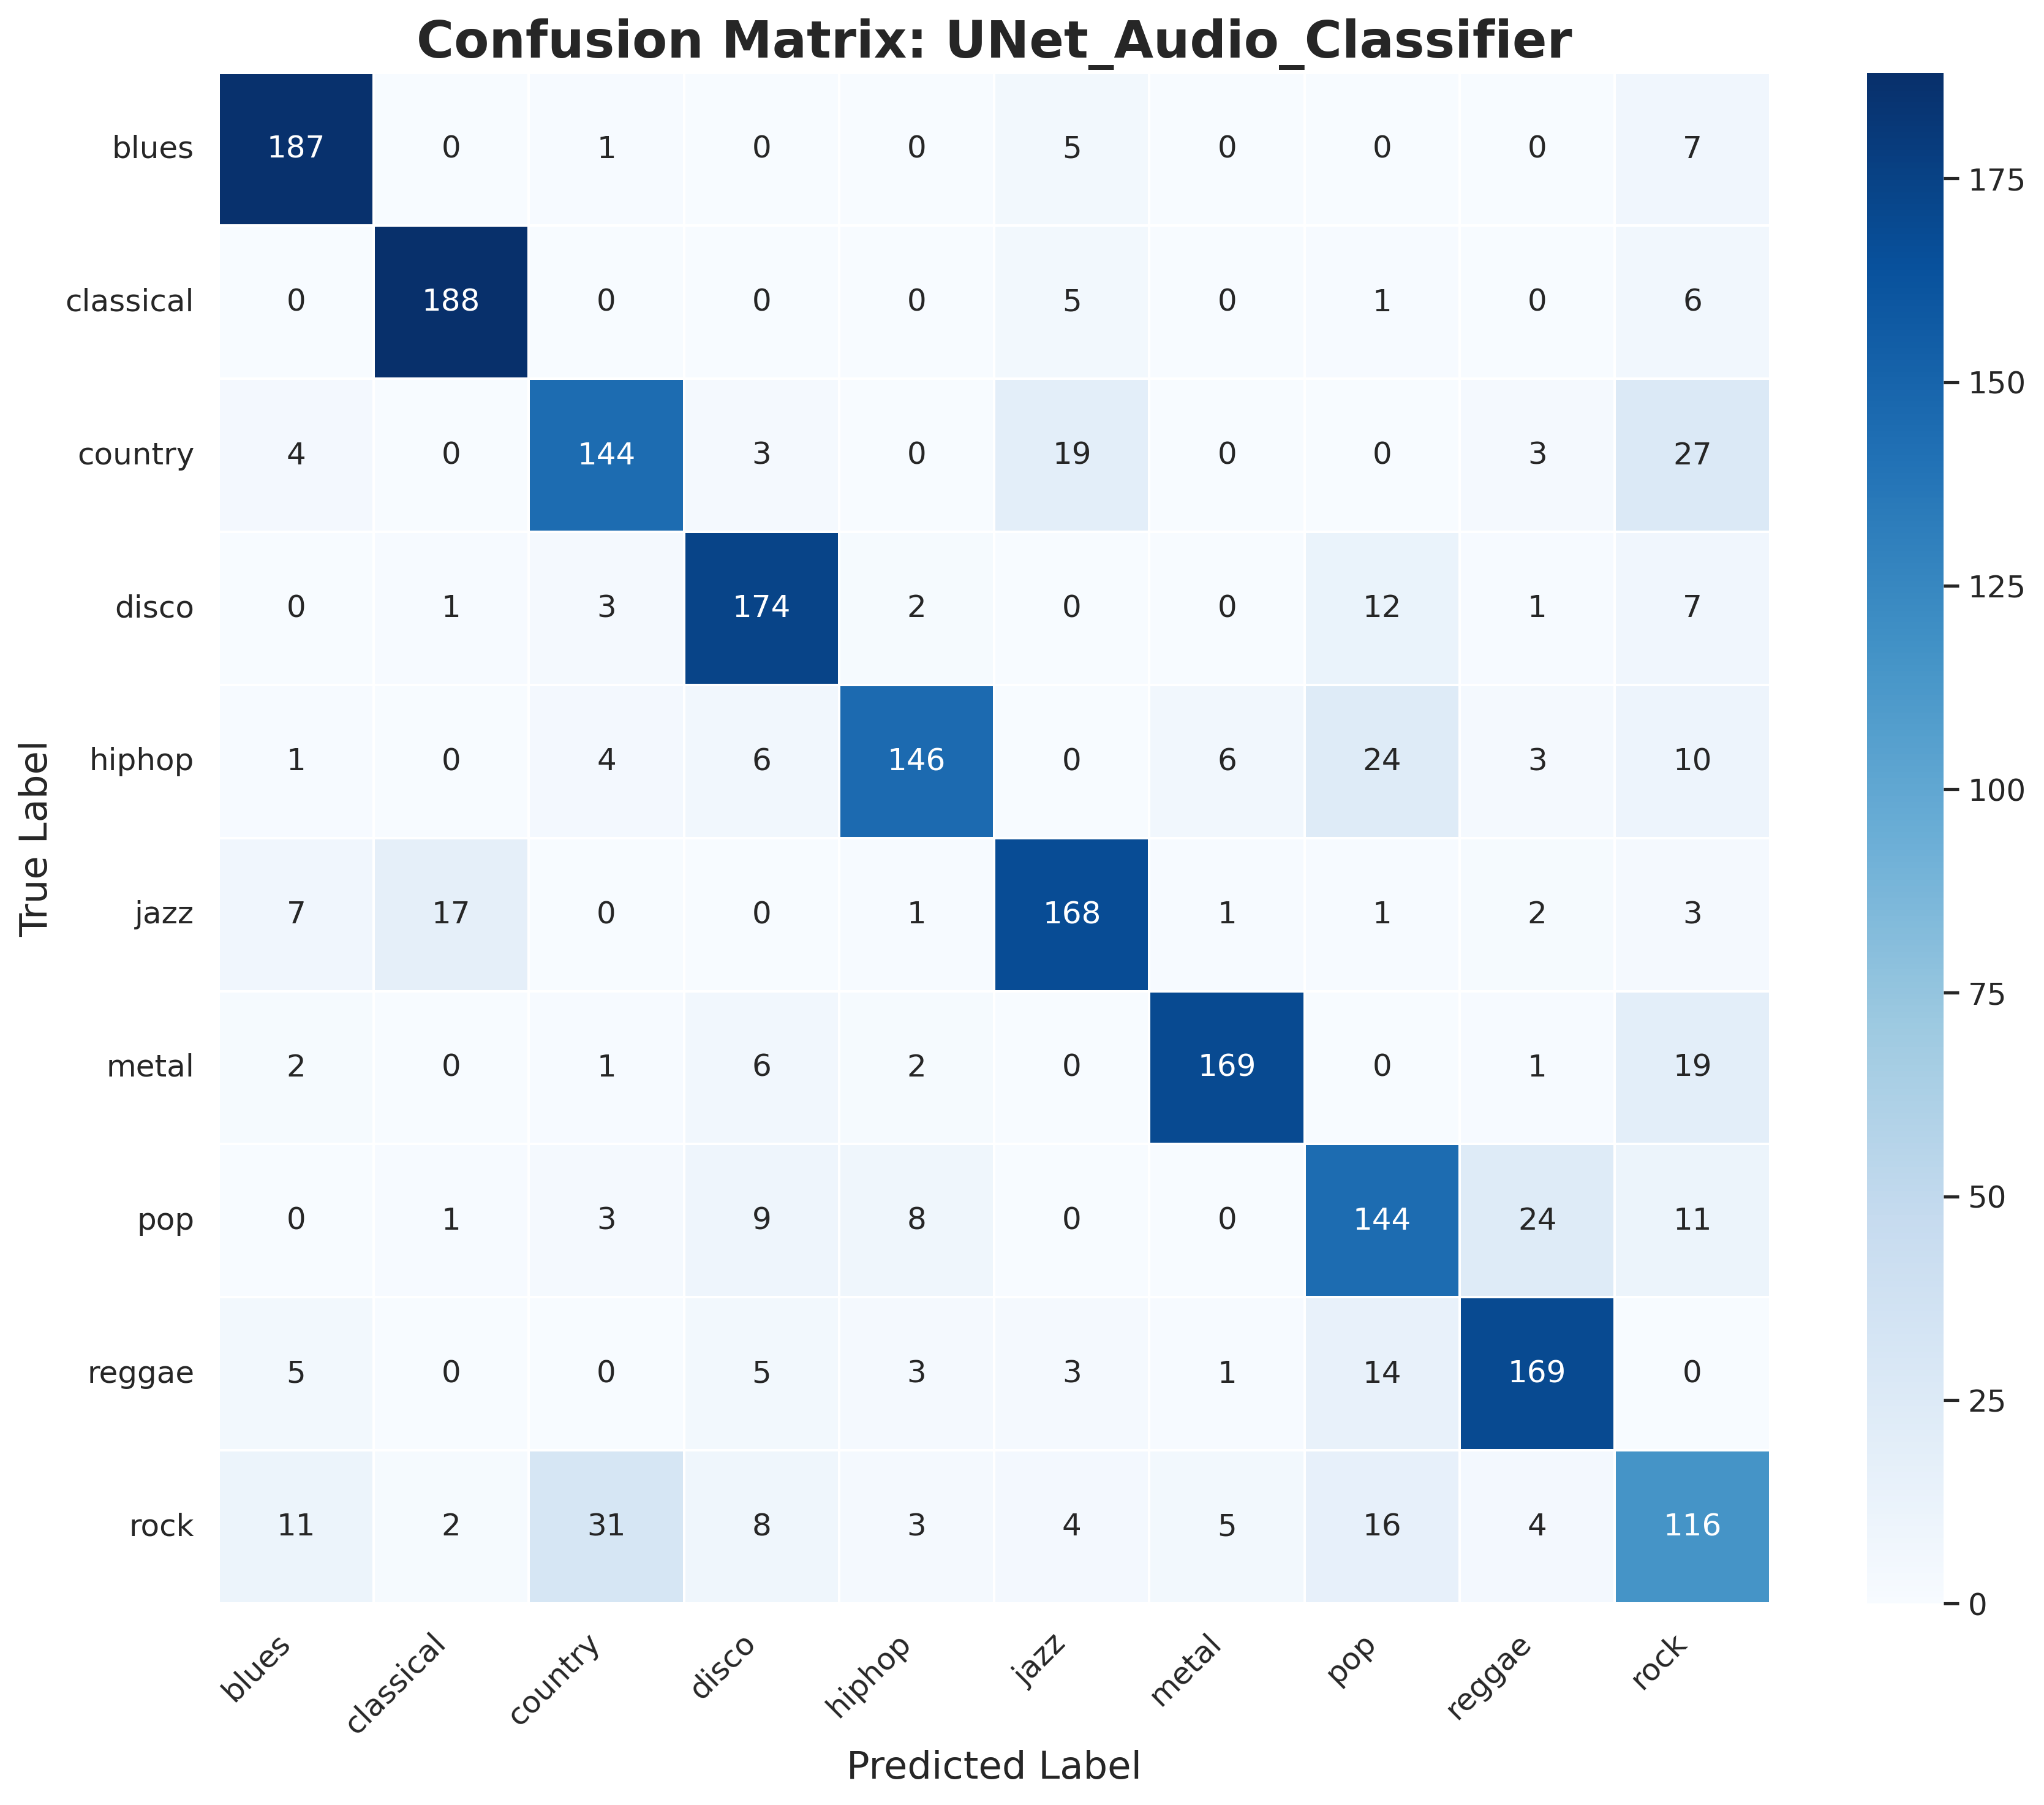 Confusion Matrix: UNet_Audio_Classifier
True Label
blues 187 0 1 0 0 5 0 0 0 7
classical 0 188 0 0 0 5 0 1 0 6
country 4 0 144 3 0 19 0 0 3 27
disco 0 1 3 174 2 0 0 12 1 7
hiphop 1 0 4 6 146 0 6 24 3 10
jazz 7 17 0 0 1 168 1 1 2 3
metal 2 0 1 6 2 0 169 0 1 19
pop 0 1 3 9 8 0 0 144 24 11
reggae 5 0 0 5 3 3 1 14 169 0
rock 11 2 31 8 3 4 5 16 4 116
blues classical country disco hiphop jazz metal pop reggae rock
Predicted Label
175
150
125
100
75
50
25
0